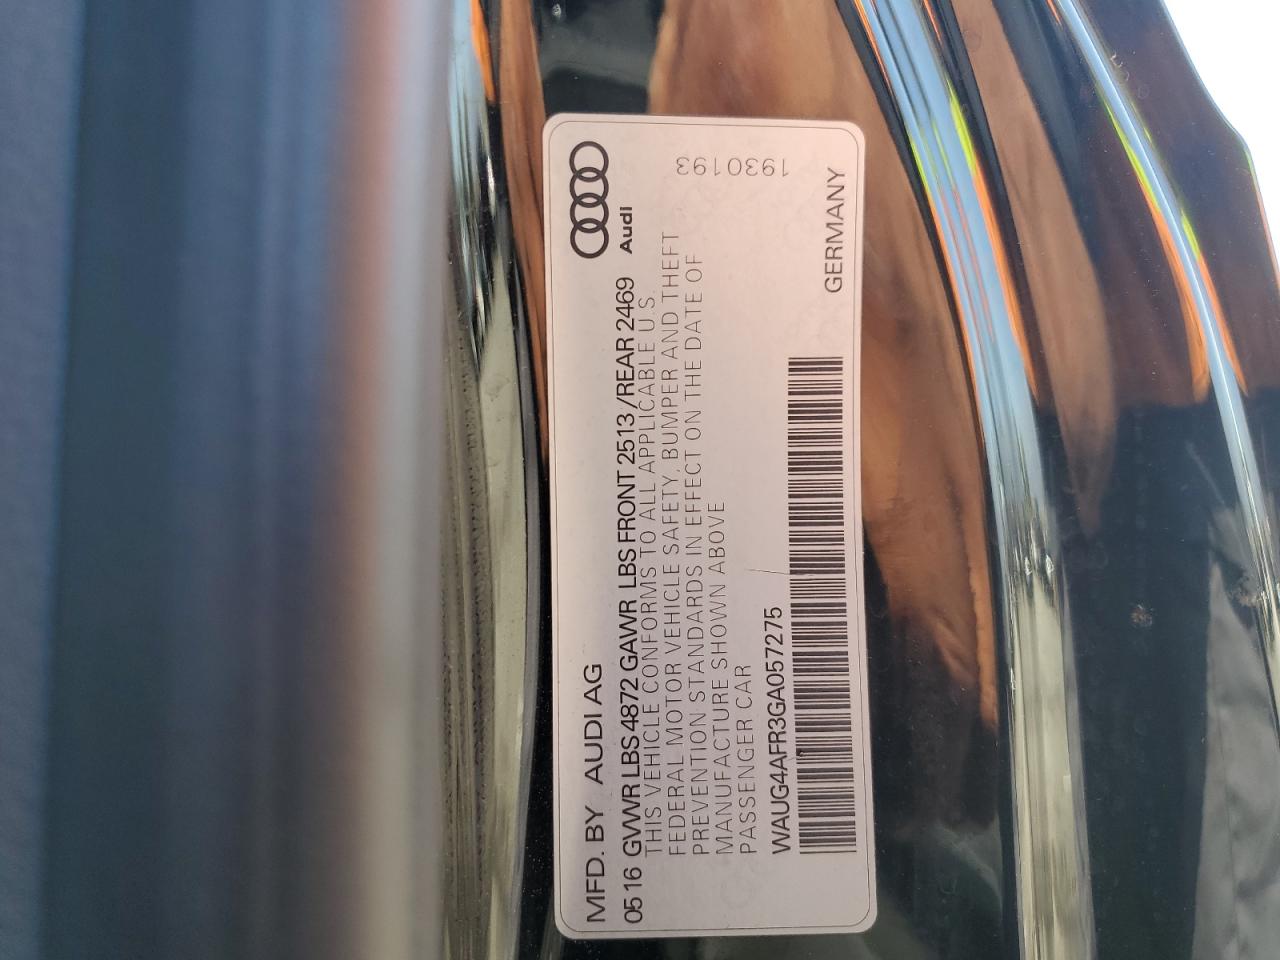 MFD. BY AUDI AG
Audi
05 16 GVWR LBS 4872 GAWR LBS FRONT 2513 /REAR 2469
THIS VEHICLE CONFORMS TO ALL APPLICABLE U.S.
FEDERAL MOTOR VEHICLE SAFETY, BUMPER AND THEFT
PREVENTION STANDARDS IN EFFECT ON THE DATE OF
MANUFACTURE SHOWN ABOVE
PASSENGER CAR
1930193
WAUG4AFR3GA057275
GERMANY